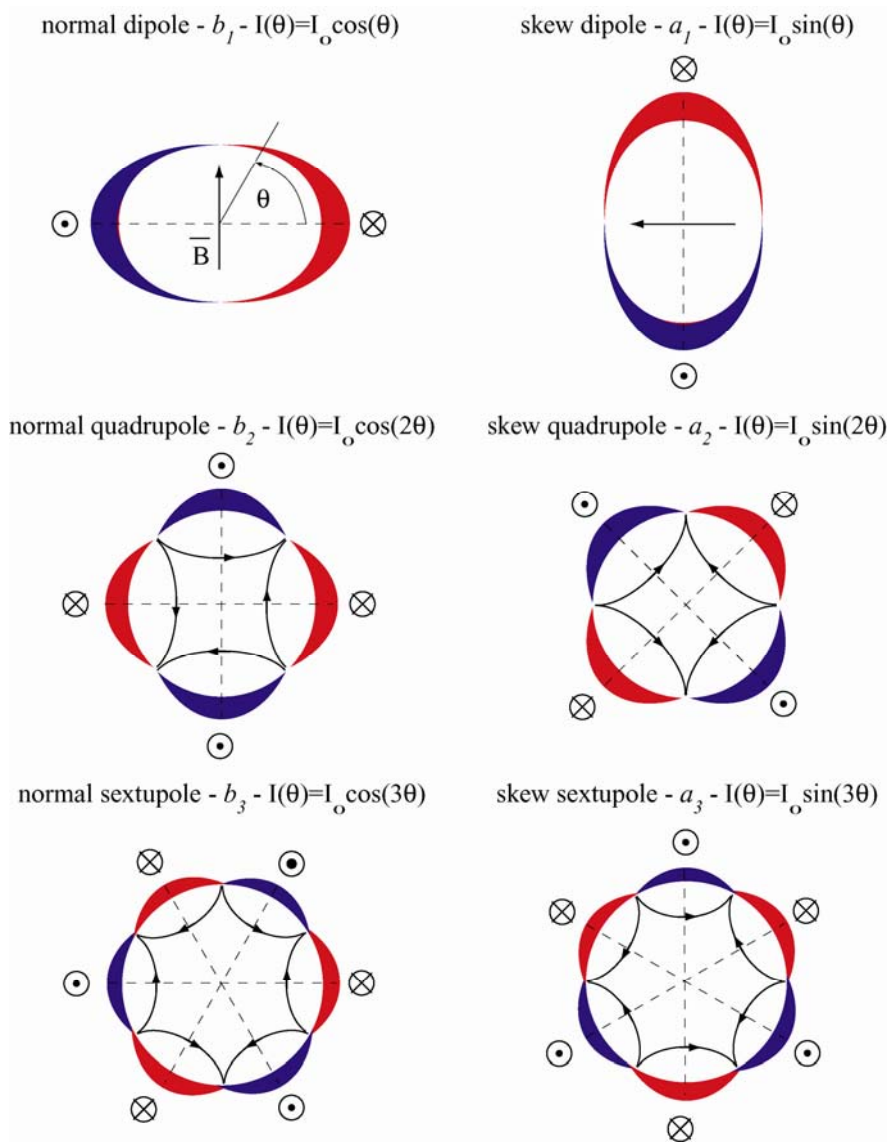 normal dipole - b₁ - I(θ)=Iₒcos(θ)
skew dipole - a₁ - I(θ)=Iₒsin(θ)
θ
B̅
normal quadrupole - b₂ - I(θ)=Iₒcos(2θ)
skew quadrupole - a₂ - I(θ)=Iₒsin(2θ)
normal sextupole - b₃ - I(θ)=Iₒcos(3θ)
skew sextupole - a₃ - I(θ)=Iₒsin(3θ)